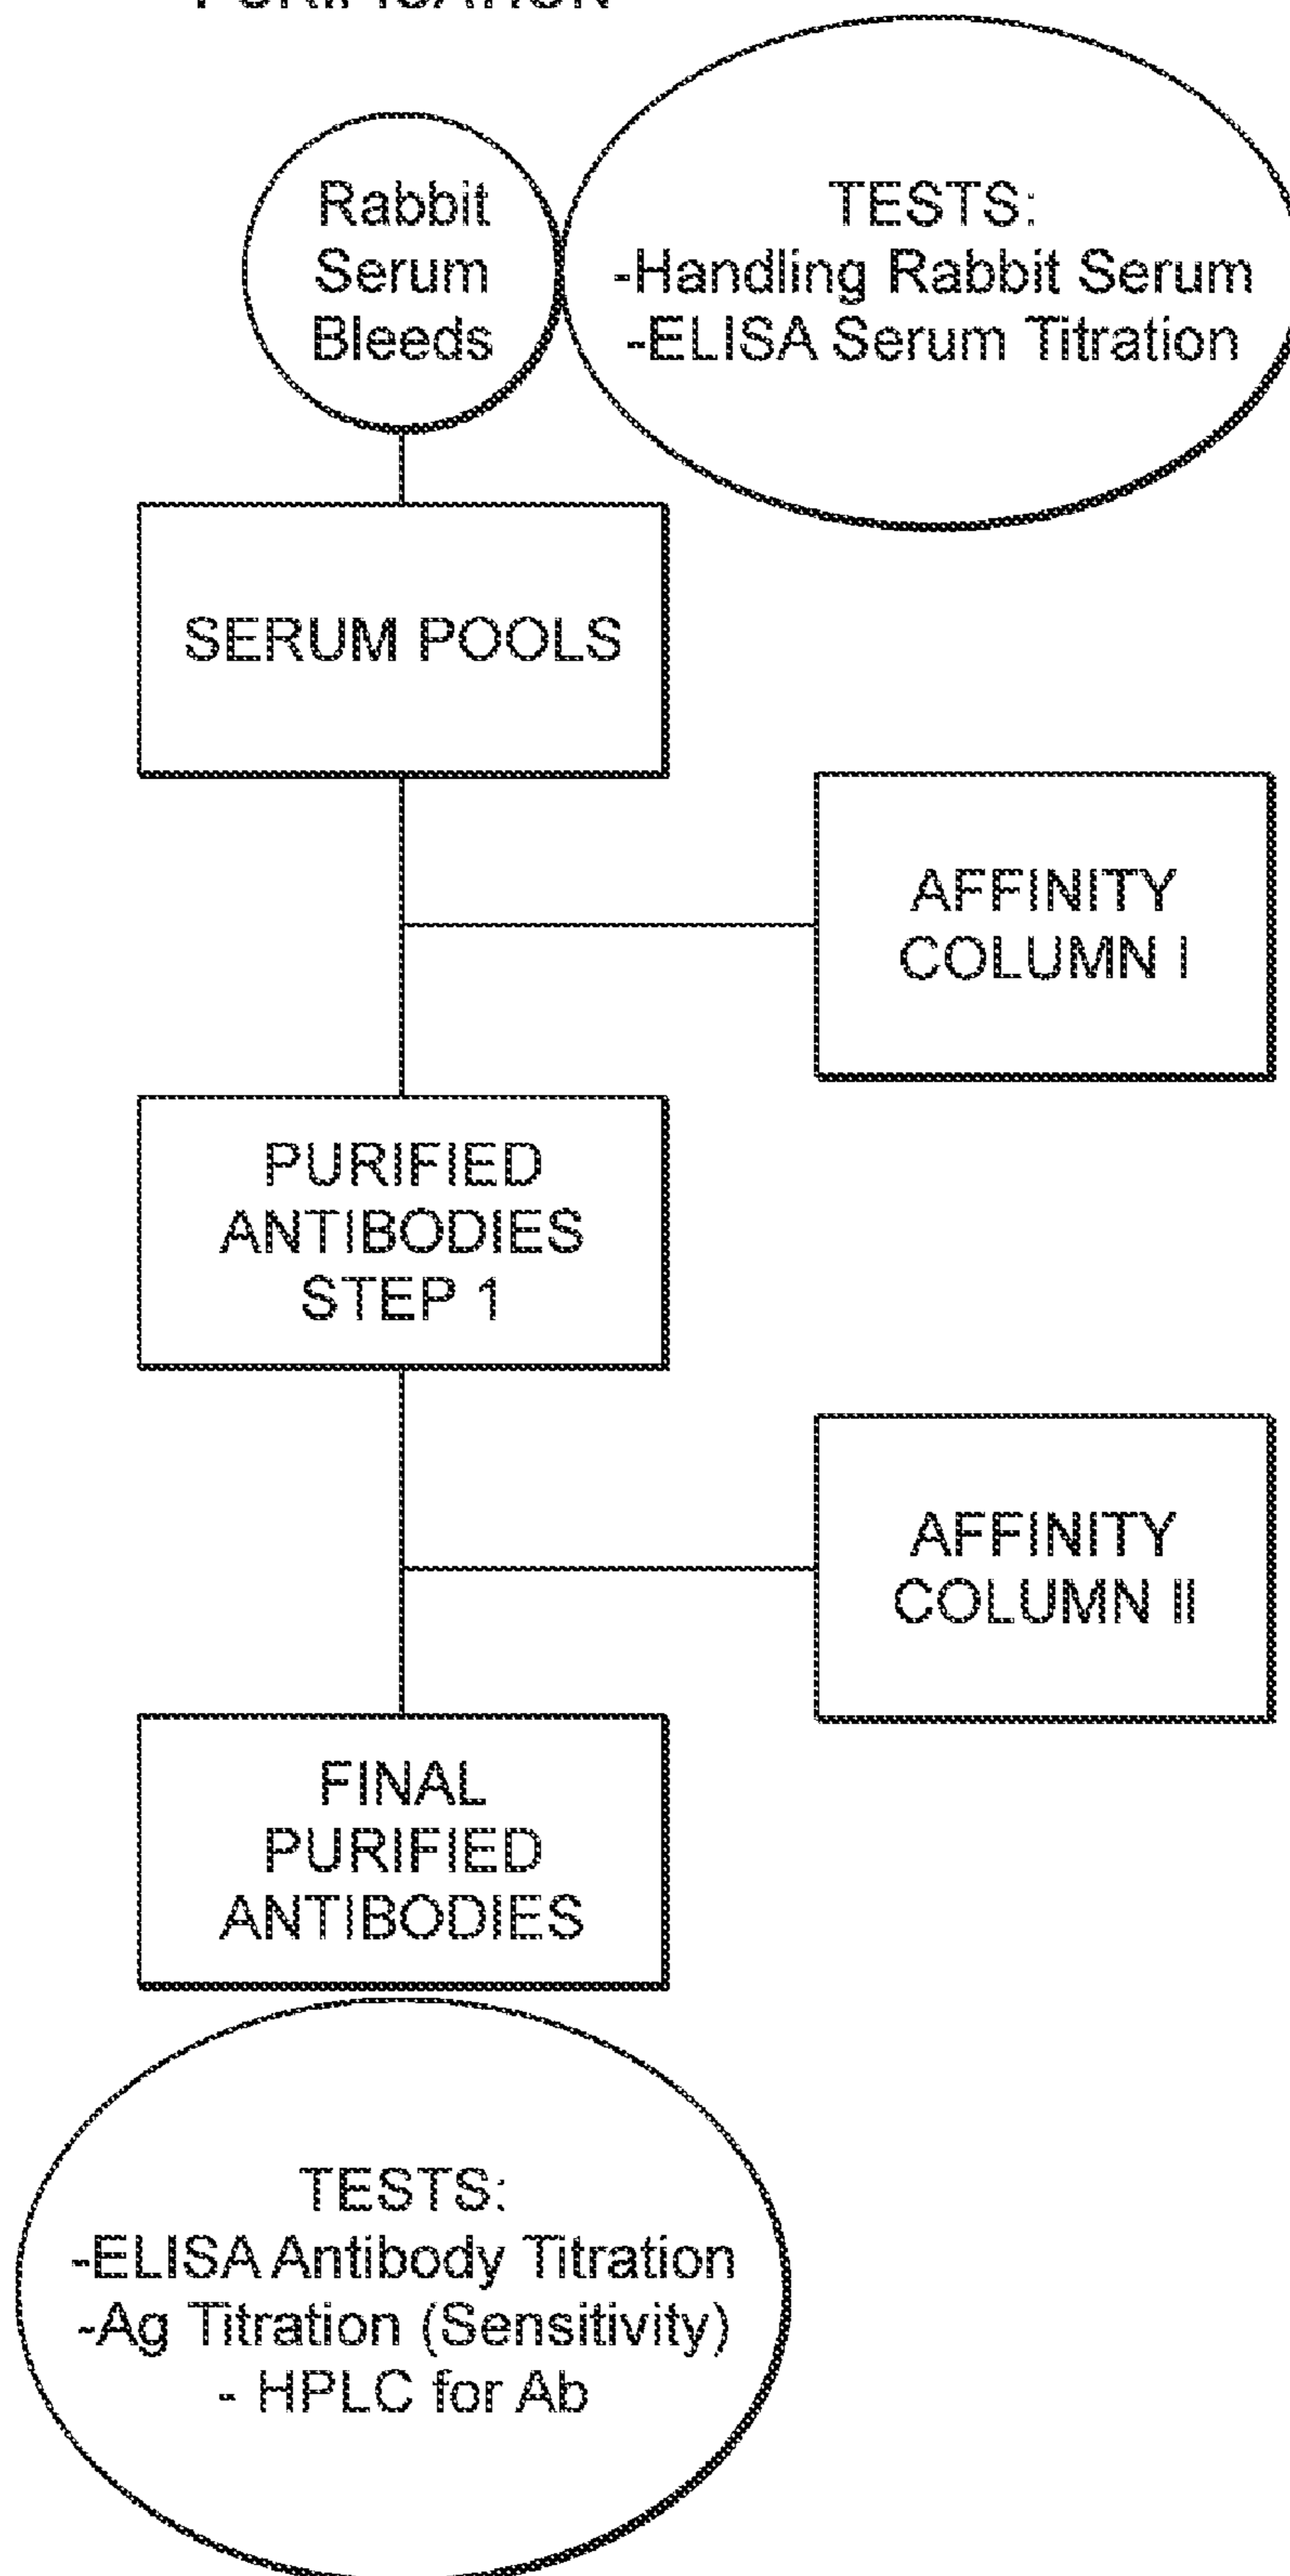 PURIFICATION
Rabbit
Serum
Bleeds
TESTS:
-Handling Rabbit Serum
-ELISA Serum Titration
SERUM POOLS
AFFINITY
COLUMN I
PURIFIED
ANTIBODIES
STEP 1
AFFINITY
COLUMN II
FINAL
PURIFIED
ANTIBODIES
TESTS:
-ELISA Antibody Titration
-Ag Titration (Sensitivity)
- HPLC for Ab